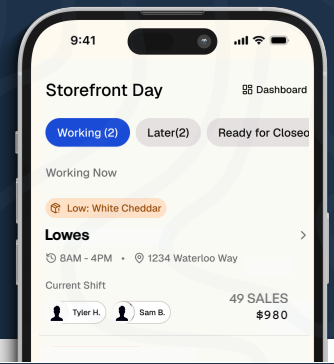 9:41
Storefront Day
Dashboard
Working (2) Later(2) Ready for Closeo
Working Now
Low: White Cheddar
Lowes
8AM - 4PM • 1234 Waterloo Way
Current Shift
Tyler H. Sam B.
49 SALES
$980